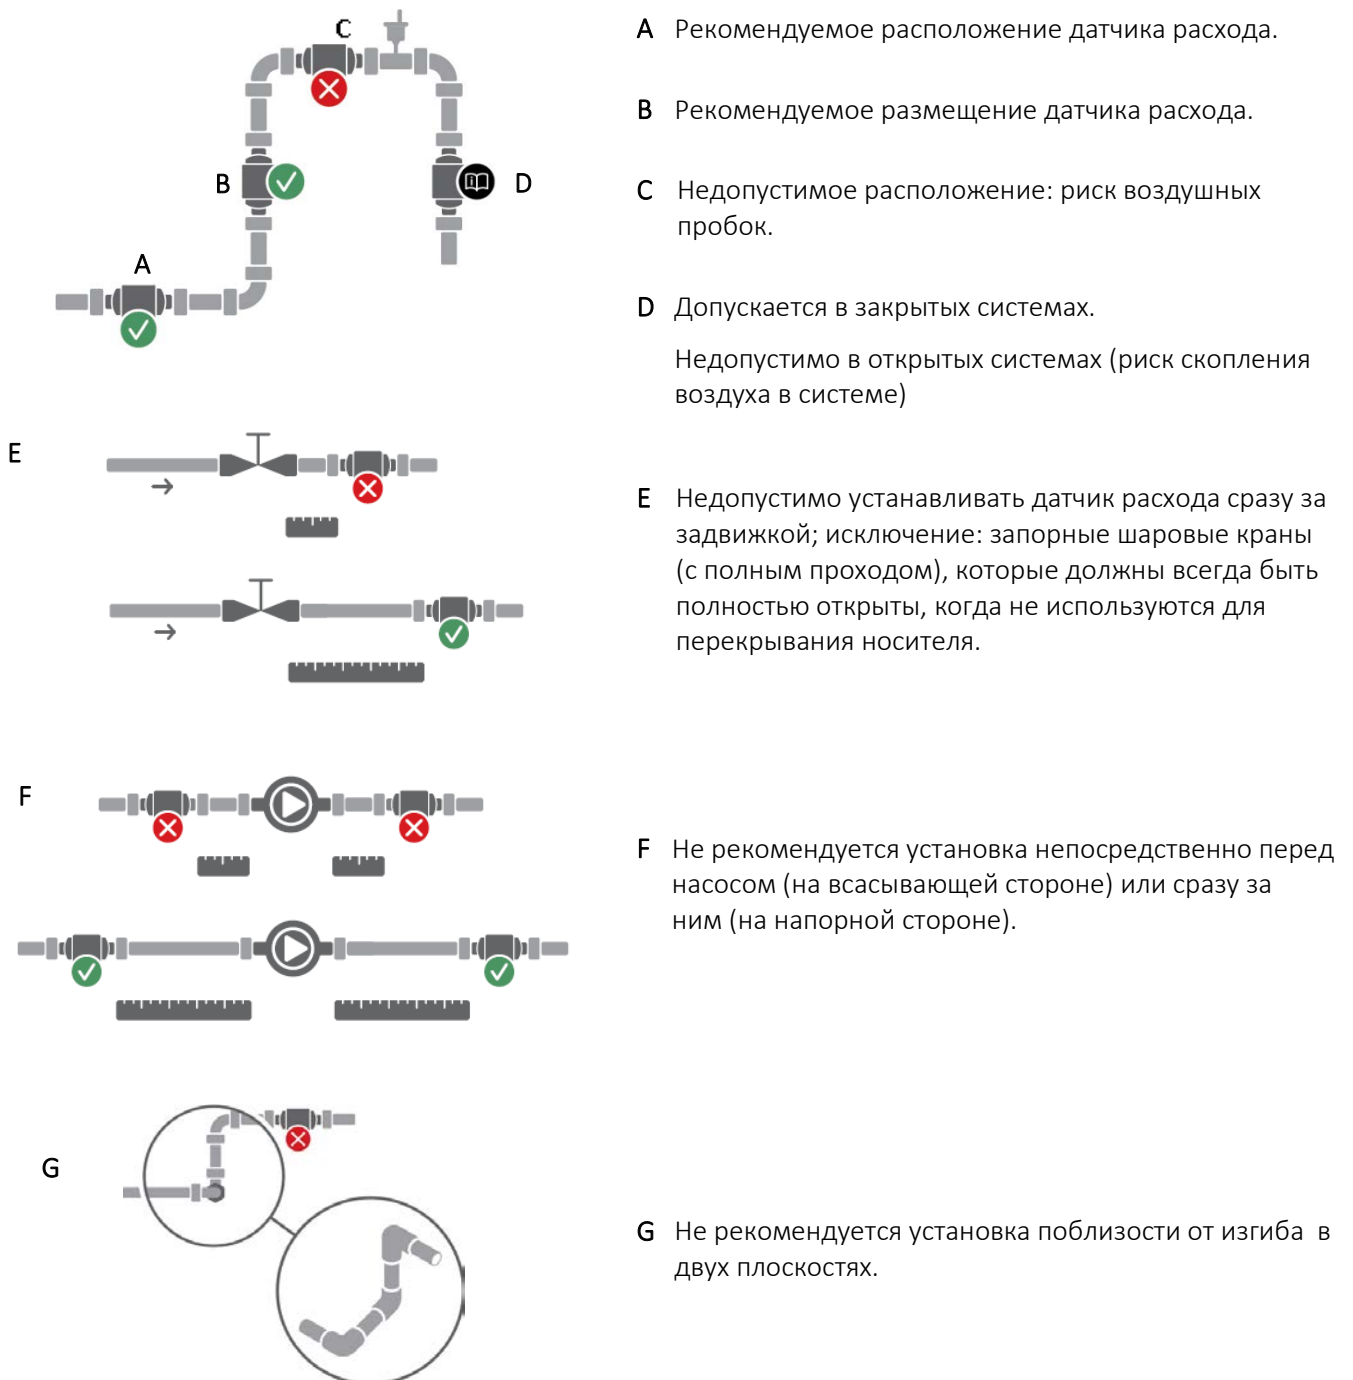 C
B
D
A
E
F
G
A Рекомендуемое расположение датчика расхода.
B Рекомендуемое размещение датчика расхода.
C Недопустимое расположение: риск воздушных
пробок.
D Допускается в закрытых системах.
Недопустимо в открытых системах (риск скопления
воздуха в системе)
E Недопустимо устанавливать датчик расхода сразу за
задвижкой; исключение: запорные шаровые краны
(с полным проходом), которые должны всегда быть
полностью открыты, когда не используются для
перекрывания носителя.
F Не рекомендуется установка непосредственно перед
насосом (на всасывающей стороне) или сразу за
ним (на напорной стороне).
G Не рекомендуется установка поблизости от изгиба в
двух плоскостях.